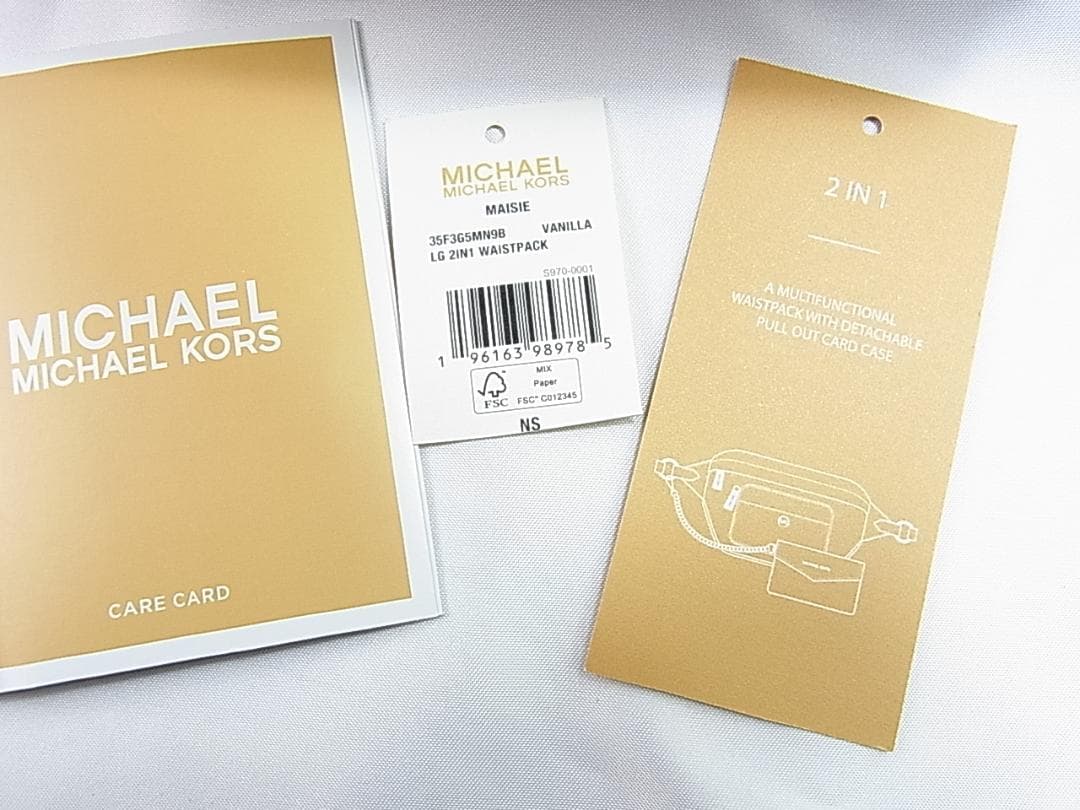 MICHAEL
MICHAEL KORS
CARE CARD
MICHAEL
MICHAEL KORS
MAISIE
35F3G5MN9B VANILLA
LG 2IN1 WAISTPACK
S970-0001
1 96163 98978 5
FSC
MIX
Paper
FSC™ C012345
NS
2 IN 1
A MULTIFUNCTIONAL
WAISTPACK WITH DETACHABLE
PULL OUT CARD CASE